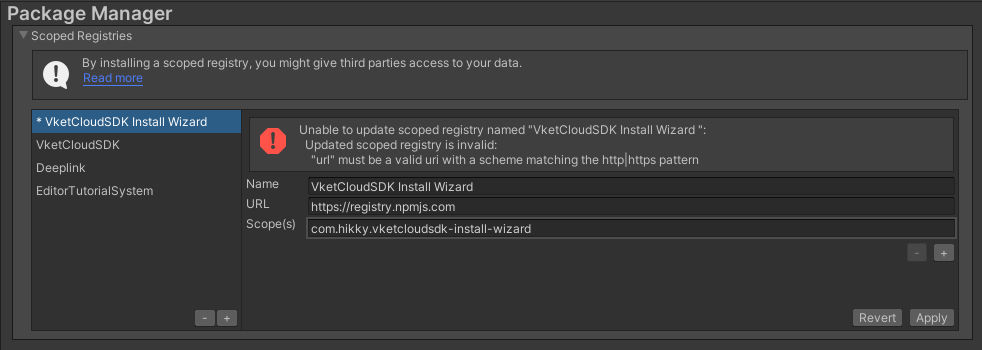 Package Manager
Scoped Registries
By installing a scoped registry, you might give third parties access to your data.
Read more
* VketCloudSDK Install Wizard
VketCloudSDK
Deeplink
EditorTutorialSystem
Unable to update scoped registry named "VketCloudSDK Install Wizard ":
Updated scoped registry is invalid:
"url" must be a valid uri with a scheme matching the http|https pattern
Name VketCloudSDK Install Wizard
URL https://registry.npmjs.com
Scope(s) com.hikky.vketcloudsdk-install-wizard
- +
- +
Revert Apply